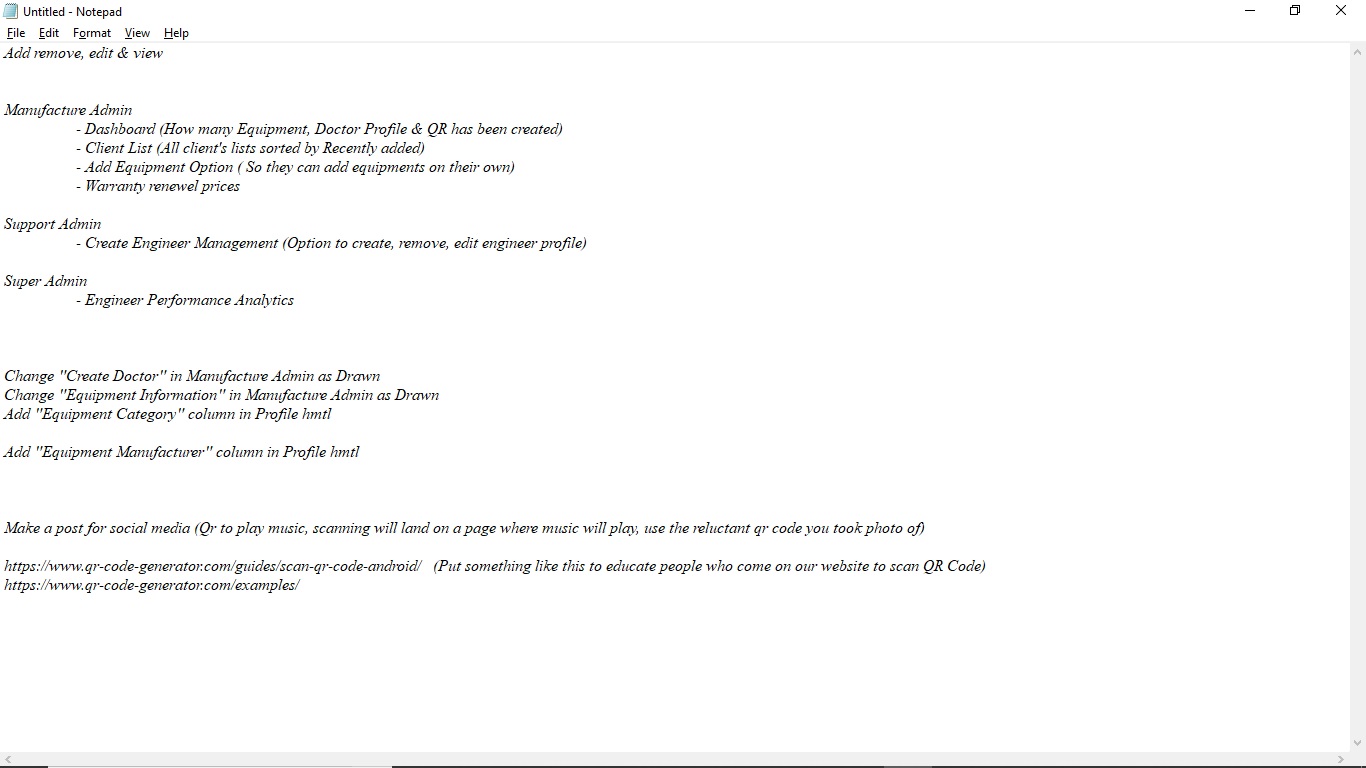 Untitled - Notepad
File Edit Format View Help
Add remove, edit & view
Manufacture Admin
- Dashboard (How many Equipment, Doctor Profile & QR has been created)
- Client List (All client's lists sorted by Recently added)
- Add Equipment Option ( So they can add equipments on their own)
- Warranty renewel prices
Support Admin
- Create Engineer Management (Option to create, remove, edit engineer profile)
Super Admin
- Engineer Performance Analytics
Change "Create Doctor" in Manufacture Admin as Drawn
Change "Equipment Information" in Manufacture Admin as Drawn
Add "Equipment Category" column in Profile hmtl
Add "Equipment Manufacturer" column in Profile hmtl
Make a post for social media (Qr to play music, scanning will land on a page where music will play, use the reluctant qr code you took photo of)
https://www.qr-code-generator.com/guides/scan-qr-code-android/ (Put something like this to educate people who come on our website to scan QR Code)
https://www.qr-code-generator.com/examples/